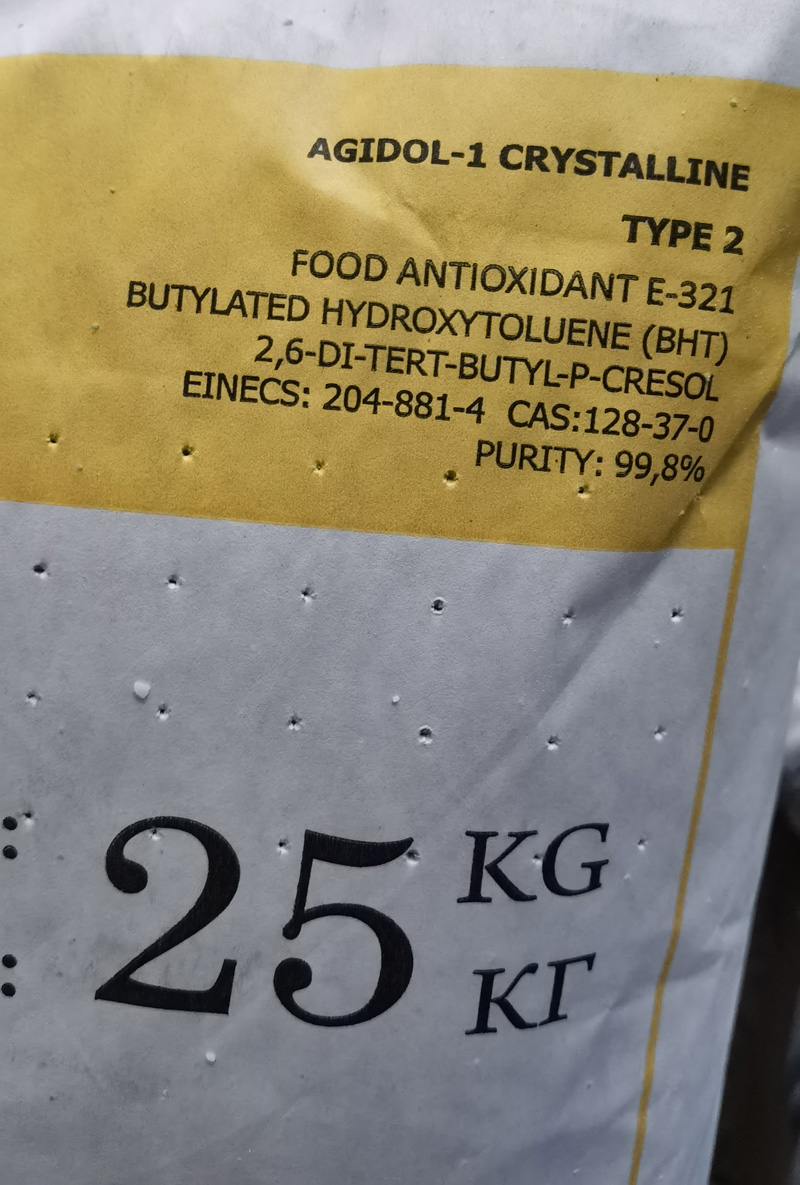 AGIDOL-1 CRYSTALLINE
TYPE 2
FOOD ANTIOXIDANT E-321
BUTYLATED HYDROXYTOLUENE (BHT)
2,6-DI-TERT-BUTYL-P-CRESOL
EINECS: 204-881-4 CAS:128-37-0
PURITY: 99,8%
: 25 KG
: КГ